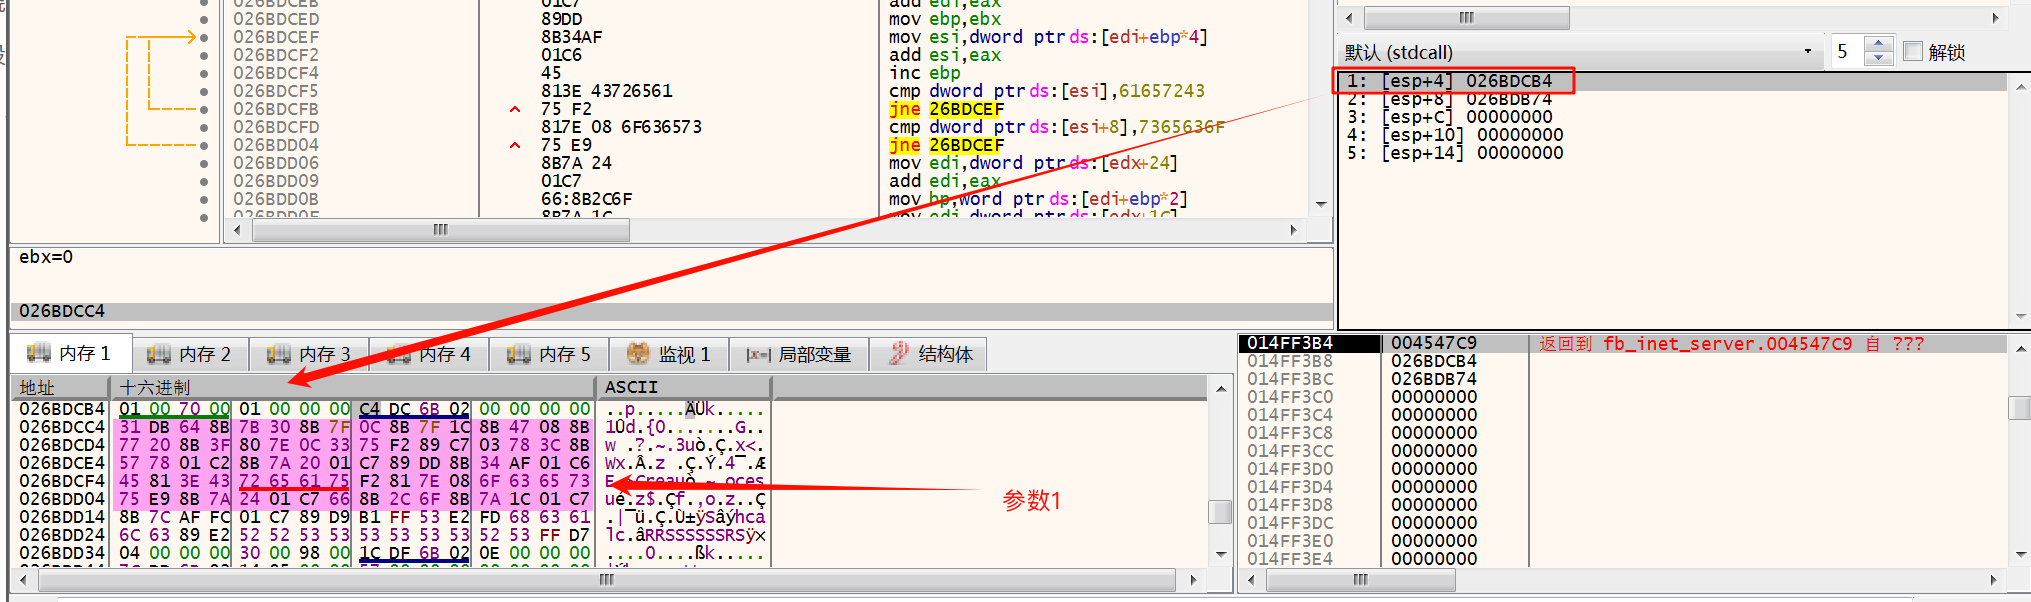 026BDCEB 01C7 add edi,eax
026BDCED 89DD mov ebp,ebx
026BDCEF 8B34AF mov esi,dword ptr ds:[edi+ebp*4]
026BDCF2 01C6 add esi,eax
026BDCF4 45 inc ebp
026BDCF5 813E 43726561 cmp dword ptr ds:[esi],61657243
026BDCFB 75 F2 jne 26BDCEF
026BDCFD 817E 08 6F636573 cmp dword ptr ds:[esi+8],7365636F
026BDD04 75 E9 jne 26BDCEF
026BDD06 8B7A 24 mov edi,dword ptr ds:[edx+24]
026BDD09 01C7 add edi,eax
026BDD0B 66:8B2C6F mov bp,word ptr ds:[edi+ebp*2]
026BDD0F 8B7A 1C mov edi,dword ptr ds:[edx+1C]
默认 (stdcall) 5 解锁
1: [esp+4] 026BDCB4
2: [esp+8] 026BDB74
3: [esp+C] 00000000
4: [esp+10] 00000000
5: [esp+14] 00000000
ebx=0
026BDCC4
内存 1 内存 2 内存 3 内存 4 内存 5 监视 1 局部变量 结构体
地址 十六进制 ASCII
026BDCB4 01 00 70 00 01 00 00 00 C4 DC 6B 02 00 00 00 00 ..p.....ÄÜk.....
026BDCC4 31 DB 64 8B 7B 30 8B 7F 0C 8B 7F 1C 8B 47 08 8B 1Ûd.{0.......G..
026BDCD4 77 20 8B 3F 80 7E 0C 33 75 F2 89 C7 03 78 3C 8B w .?.~.3uò.Ç.x<.
026BDCE4 57 78 01 C2 8B 7A 20 01 C7 89 DD 8B 34 AF 01 C6 Wx.Â.z .Ç.Ý.4¯.Æ
026BDCF4 45 81 3E 43 72 65 61 75 F2 81 7E 08 6F 63 65 73 E.>Creauò.~.oces
026BDD04 75 E9 8B 7A 24 01 C7 66 8B 2C 6F 8B 7A 1C 01 C7 ué.z$.Çf.,o.z..Ç
026BDD14 8B 7C AF FC 01 C7 89 D9 B1 FF 53 E2 FD 68 63 61 .|¯ü.Ç.Ù±ÿSâýhca
026BDD24 6C 63 89 E2 52 52 53 53 53 53 53 53 52 53 FF D7 lc.âRRSSSSSSRSÿ×
026BDD34 04 00 00 00 30 00 98 00 1C DF 6B 02 0E 00 00 00 ....0....ßk.....
参数1
014FF3B4 004547C9 返回到 fb_inet_server.004547C9 自 ???
014FF3B8 026BDCB4
014FF3BC 026BDB74
014FF3C0 00000000
014FF3C4 00000000
014FF3C8 00000000
014FF3CC 00000000
014FF3D0 00000000
014FF3D4 00000000
014FF3D8 00000000
014FF3DC 00000000
014FF3E0 00000000
014FF3E4 00000000